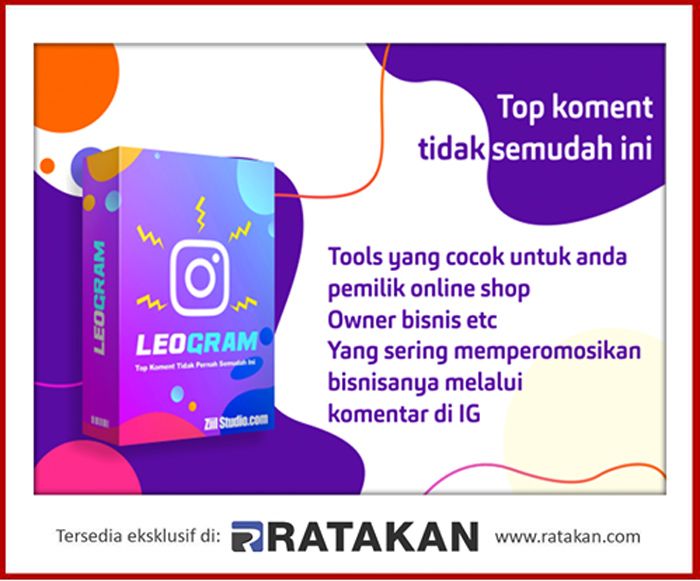 Top koment
tidak semudah ini
Tools yang cocok untuk anda
pemilik online shop
Owner bisnis etc
Yang sering memperomosikan
bisnisanya melalui
komentar di IG
LEOGRAM
LEOGRAM
Top Koment Tidak Pernah Semudah Ini
Ziil Studio.com
Tersedia eksklusif di: RATAKAN www.ratakan.com